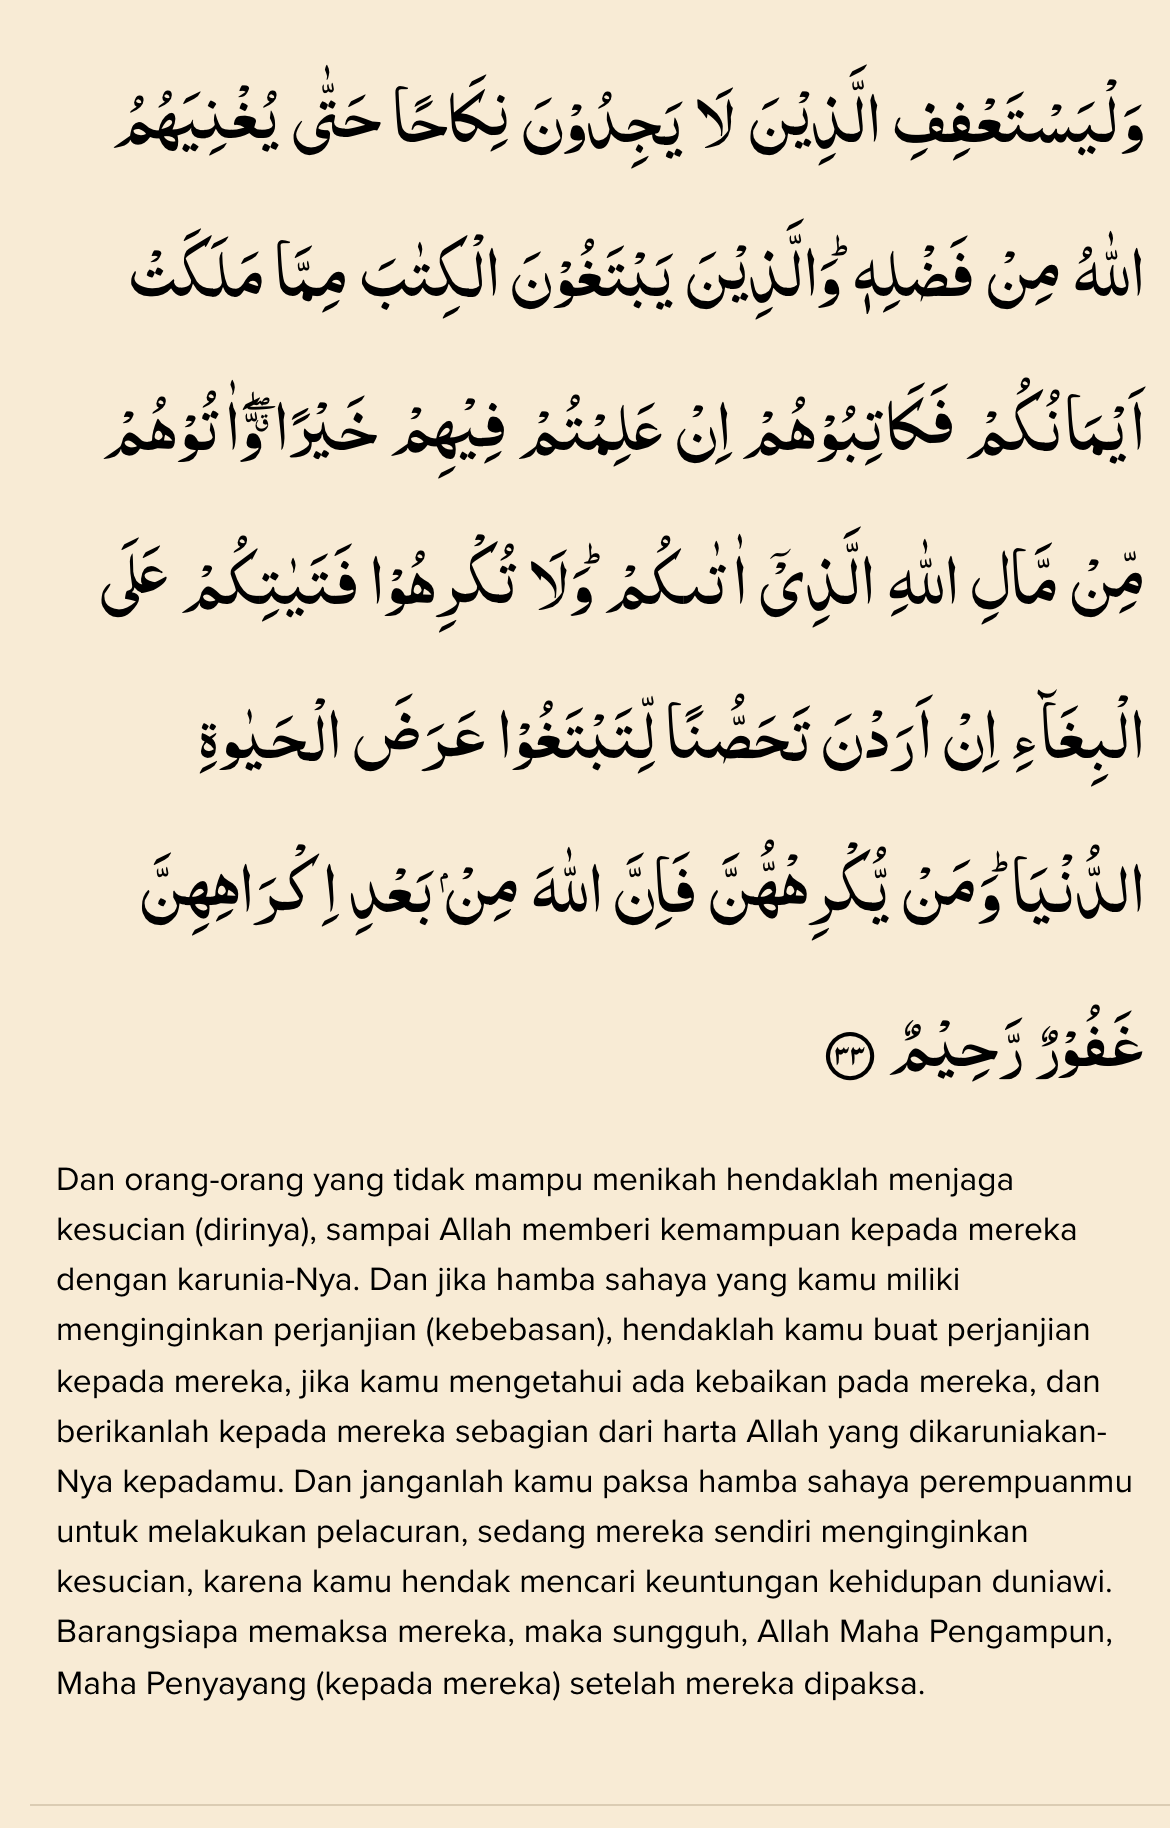 وَلْيَسْتَعْفِفِ الَّذِيْنَ لَا يَجِدُوْنَ نِكَاحًا حَتّٰى يُغْنِيَهُمُ
اللّٰهُ مِنْ فَضْلِهٖ ۗوَالَّذِيْنَ يَبْتَغُوْنَ الْكِتٰبَ مِمَّا مَلَكَتْ
اَيْمَانُكُمْ فَكَاتِبُوْهُمْ اِنْ عَلِمْتُمْ فِيْهِمْ خَيْرًا ۖوَّاٰتُوْهُمْ
مِّنْ مَّالِ اللّٰهِ الَّذِيْٓ اٰتٰىكُمْ ۗوَلَا تُكْرِهُوْا فَتَيٰتِكُمْ عَلَى
الْبِغَاۤءِ اِنْ اَرَدْنَ تَحَصُّنًا لِّتَبْتَغُوْا عَرَضَ الْحَيٰوةِ
الدُّنْيَا ۗوَمَنْ يُّكْرِهْهُّنَّ فَاِنَّ اللّٰهَ مِنْۢ بَعْدِ اِكْرَاهِهِنَّ
غَفُوْرٌ رَّحِيْمٌ ٣٣
Dan orang-orang yang tidak mampu menikah hendaklah menjaga
kesucian (dirinya), sampai Allah memberi kemampuan kepada mereka
dengan karunia-Nya. Dan jika hamba sahaya yang kamu miliki
menginginkan perjanjian (kebebasan), hendaklah kamu buat perjanjian
kepada mereka, jika kamu mengetahui ada kebaikan pada mereka, dan
berikanlah kepada mereka sebagian dari harta Allah yang dikaruniakan-
Nya kepadamu. Dan janganlah kamu paksa hamba sahaya perempuanmu
untuk melakukan pelacuran, sedang mereka sendiri menginginkan
kesucian, karena kamu hendak mencari keuntungan kehidupan duniawi.
Barangsiapa memaksa mereka, maka sungguh, Allah Maha Pengampun,
Maha Penyayang (kepada mereka) setelah mereka dipaksa.